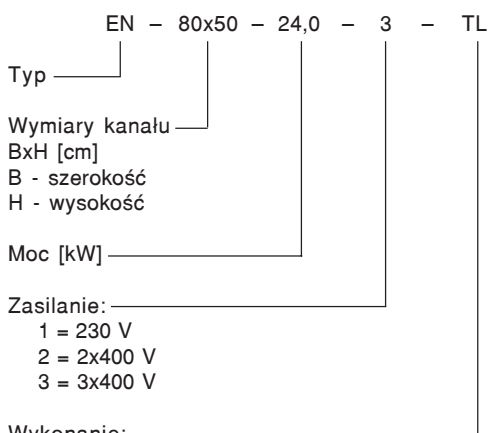 EN – 80x50 – 24,0 – 3 – TL
Typ
Wymiary kanału
BxH [cm]
B - szerokość
H - wysokość
Moc [kW]
Zasilanie:
1 = 230 V
2 = 2x400 V
3 = 3x400 V
Wykonanie: